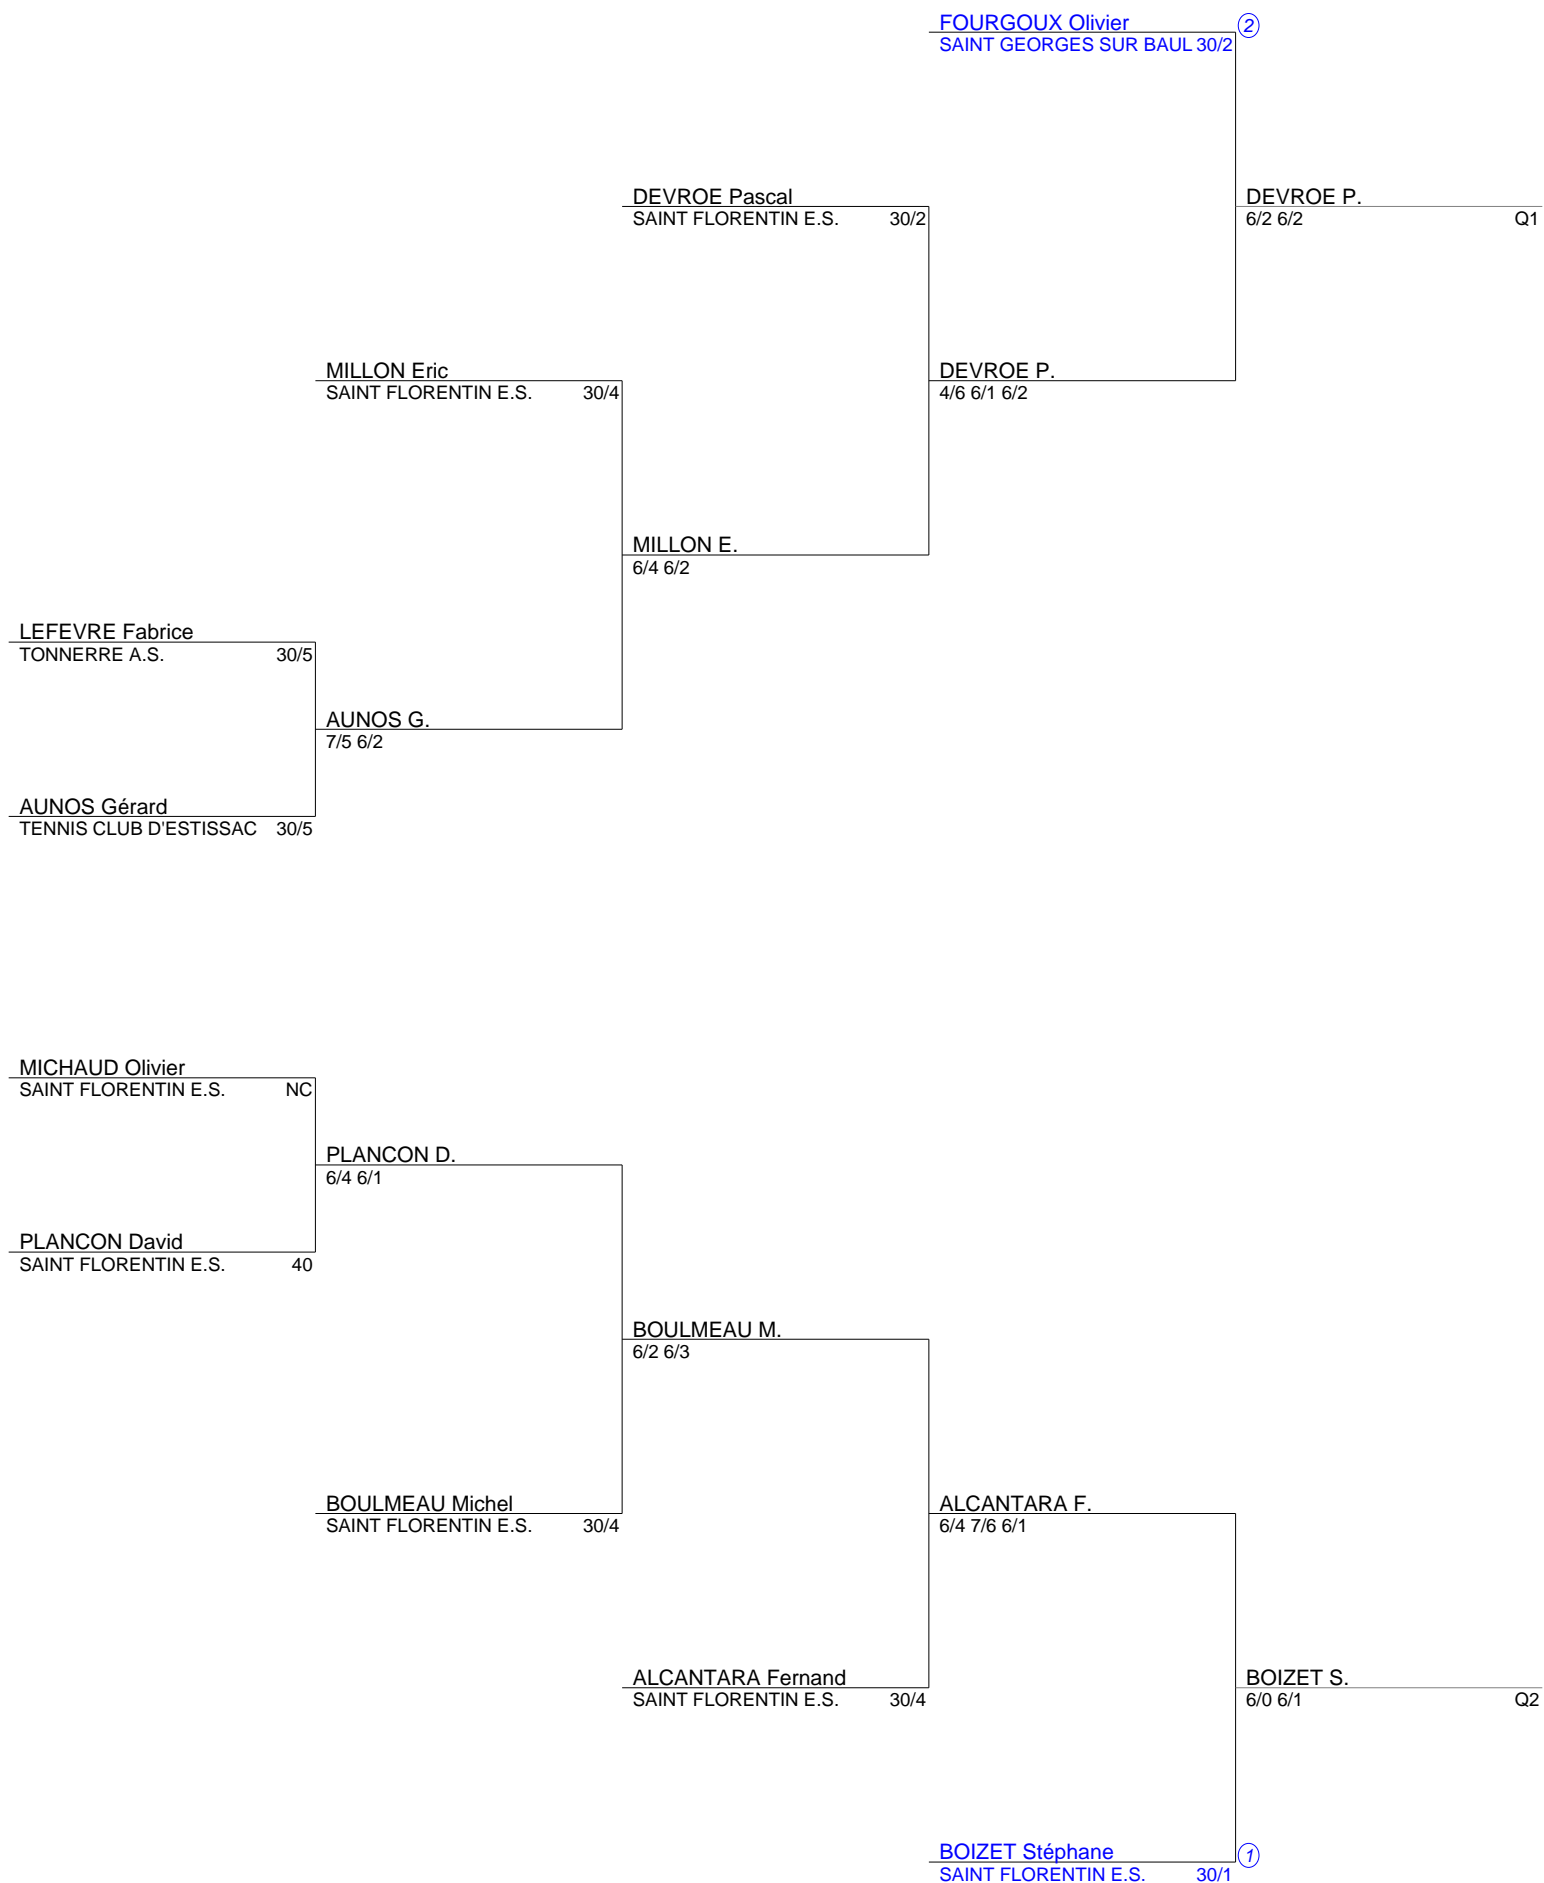 FOURGOUX Olivier 2
SAINT GEORGES SUR BAUL 30/2
DEVROE Pascal
SAINT FLORENTIN E.S. 30/2
DEVROE P.
6/2 6/2 Q1
MILLON Eric
SAINT FLORENTIN E.S. 30/4
DEVROE P.
4/6 6/1 6/2
MILLON E.
6/4 6/2
LEFEVRE Fabrice
TONNERRE A.S. 30/5
AUNOS G.
7/5 6/2
AUNOS Gérard
TENNIS CLUB D'ESTISSAC 30/5
MICHAUD Olivier
SAINT FLORENTIN E.S. NC
PLANCON D.
6/4 6/1
PLANCON David
SAINT FLORENTIN E.S. 40
BOULMEAU M.
6/2 6/3
BOULMEAU Michel
SAINT FLORENTIN E.S. 30/4
ALCANTARA F.
6/4 7/6 6/1
ALCANTARA Fernand
SAINT FLORENTIN E.S. 30/4
BOIZET S.
6/0 6/1 Q2
BOIZET Stéphane 1
SAINT FLORENTIN E.S. 30/1